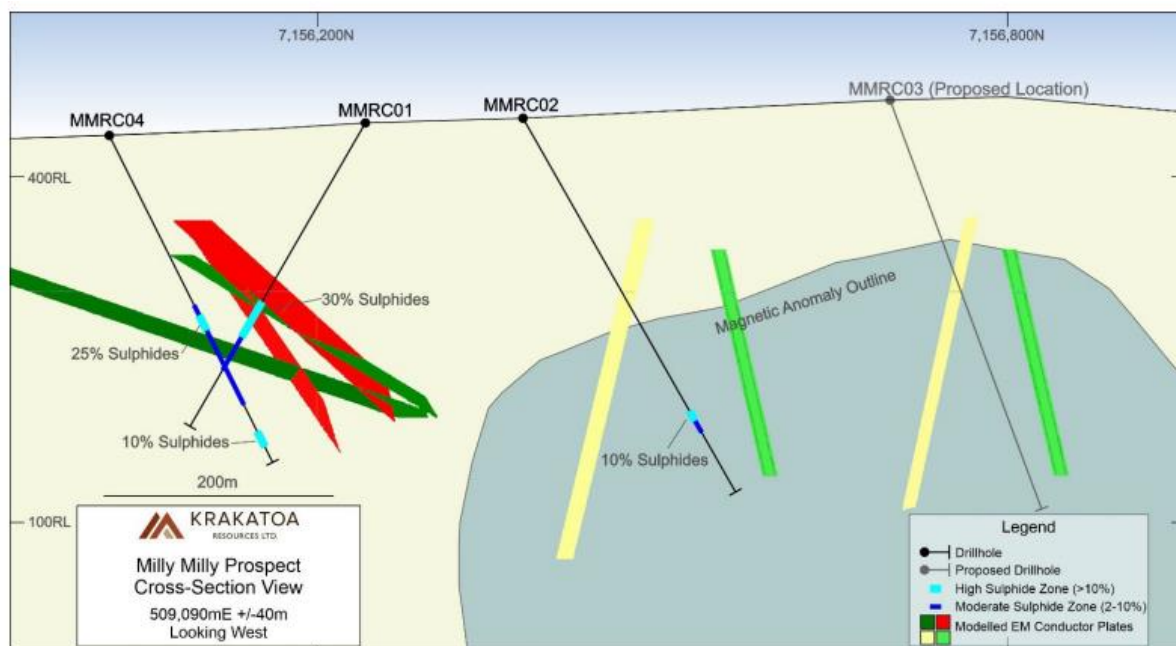 7,156,200N
7,156,800N
MMRC03 (Proposed Location)
MMRC04
MMRC01
MMRC02
400RL
30% Sulphides
Magnetic Anomaly Outline
25% Sulphides
10% Sulphides
10% Sulphides
200m
100RL
KRAKATOA
RESOURCES LTD.
Milly Milly Prospect
Cross-Section View
509,090mE +/-40m
Looking West
Legend
Drillhole
Proposed Drillhole
High Sulphide Zone (>10%)
Moderate Sulphide Zone (2-10%)
Modelled EM Conductor Plates